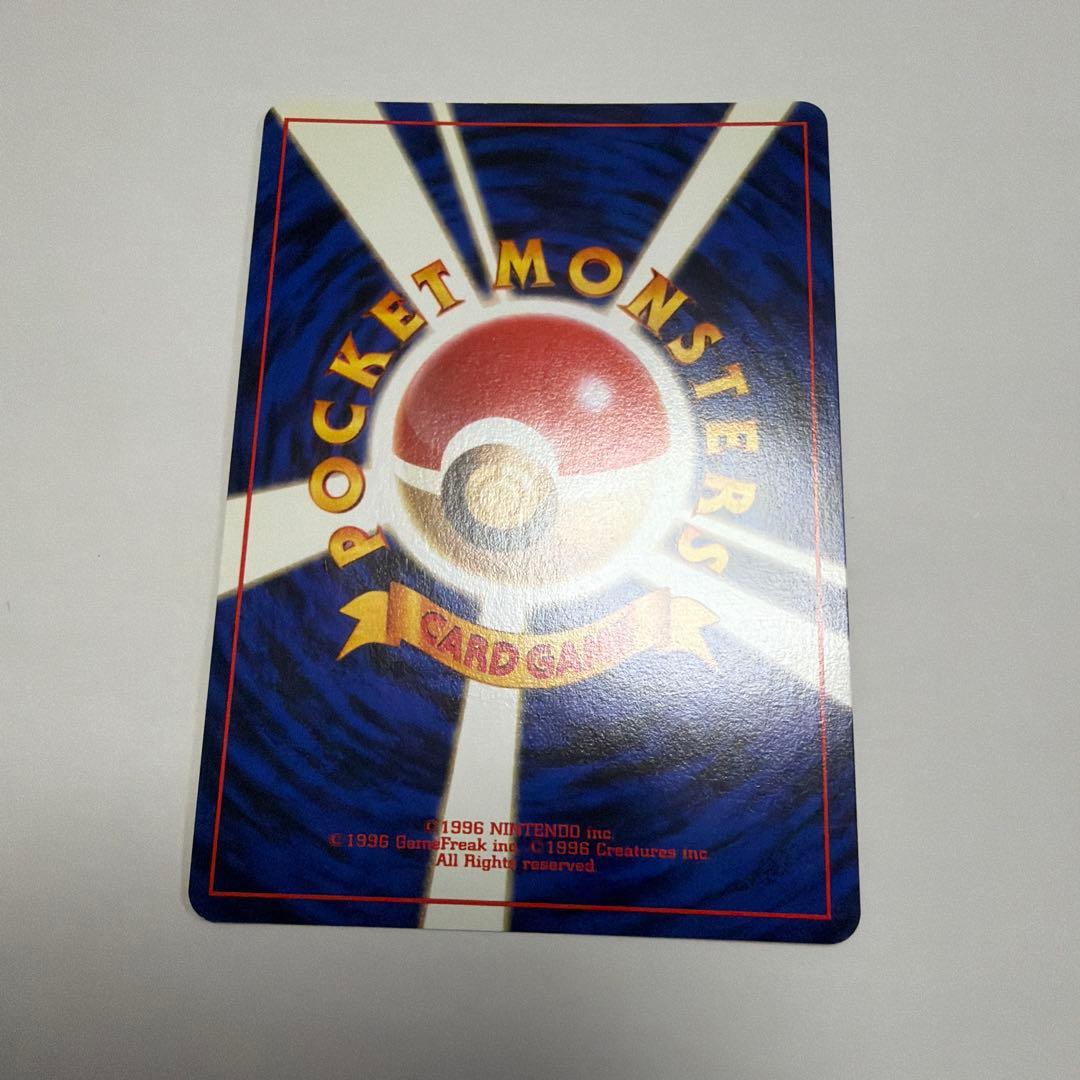 POCKET MONSTERS
CARD GAME
©1996 NINTENDO inc.
©1996 GameFreak inc. ©1996 Creatures inc.
All Rights reserved.